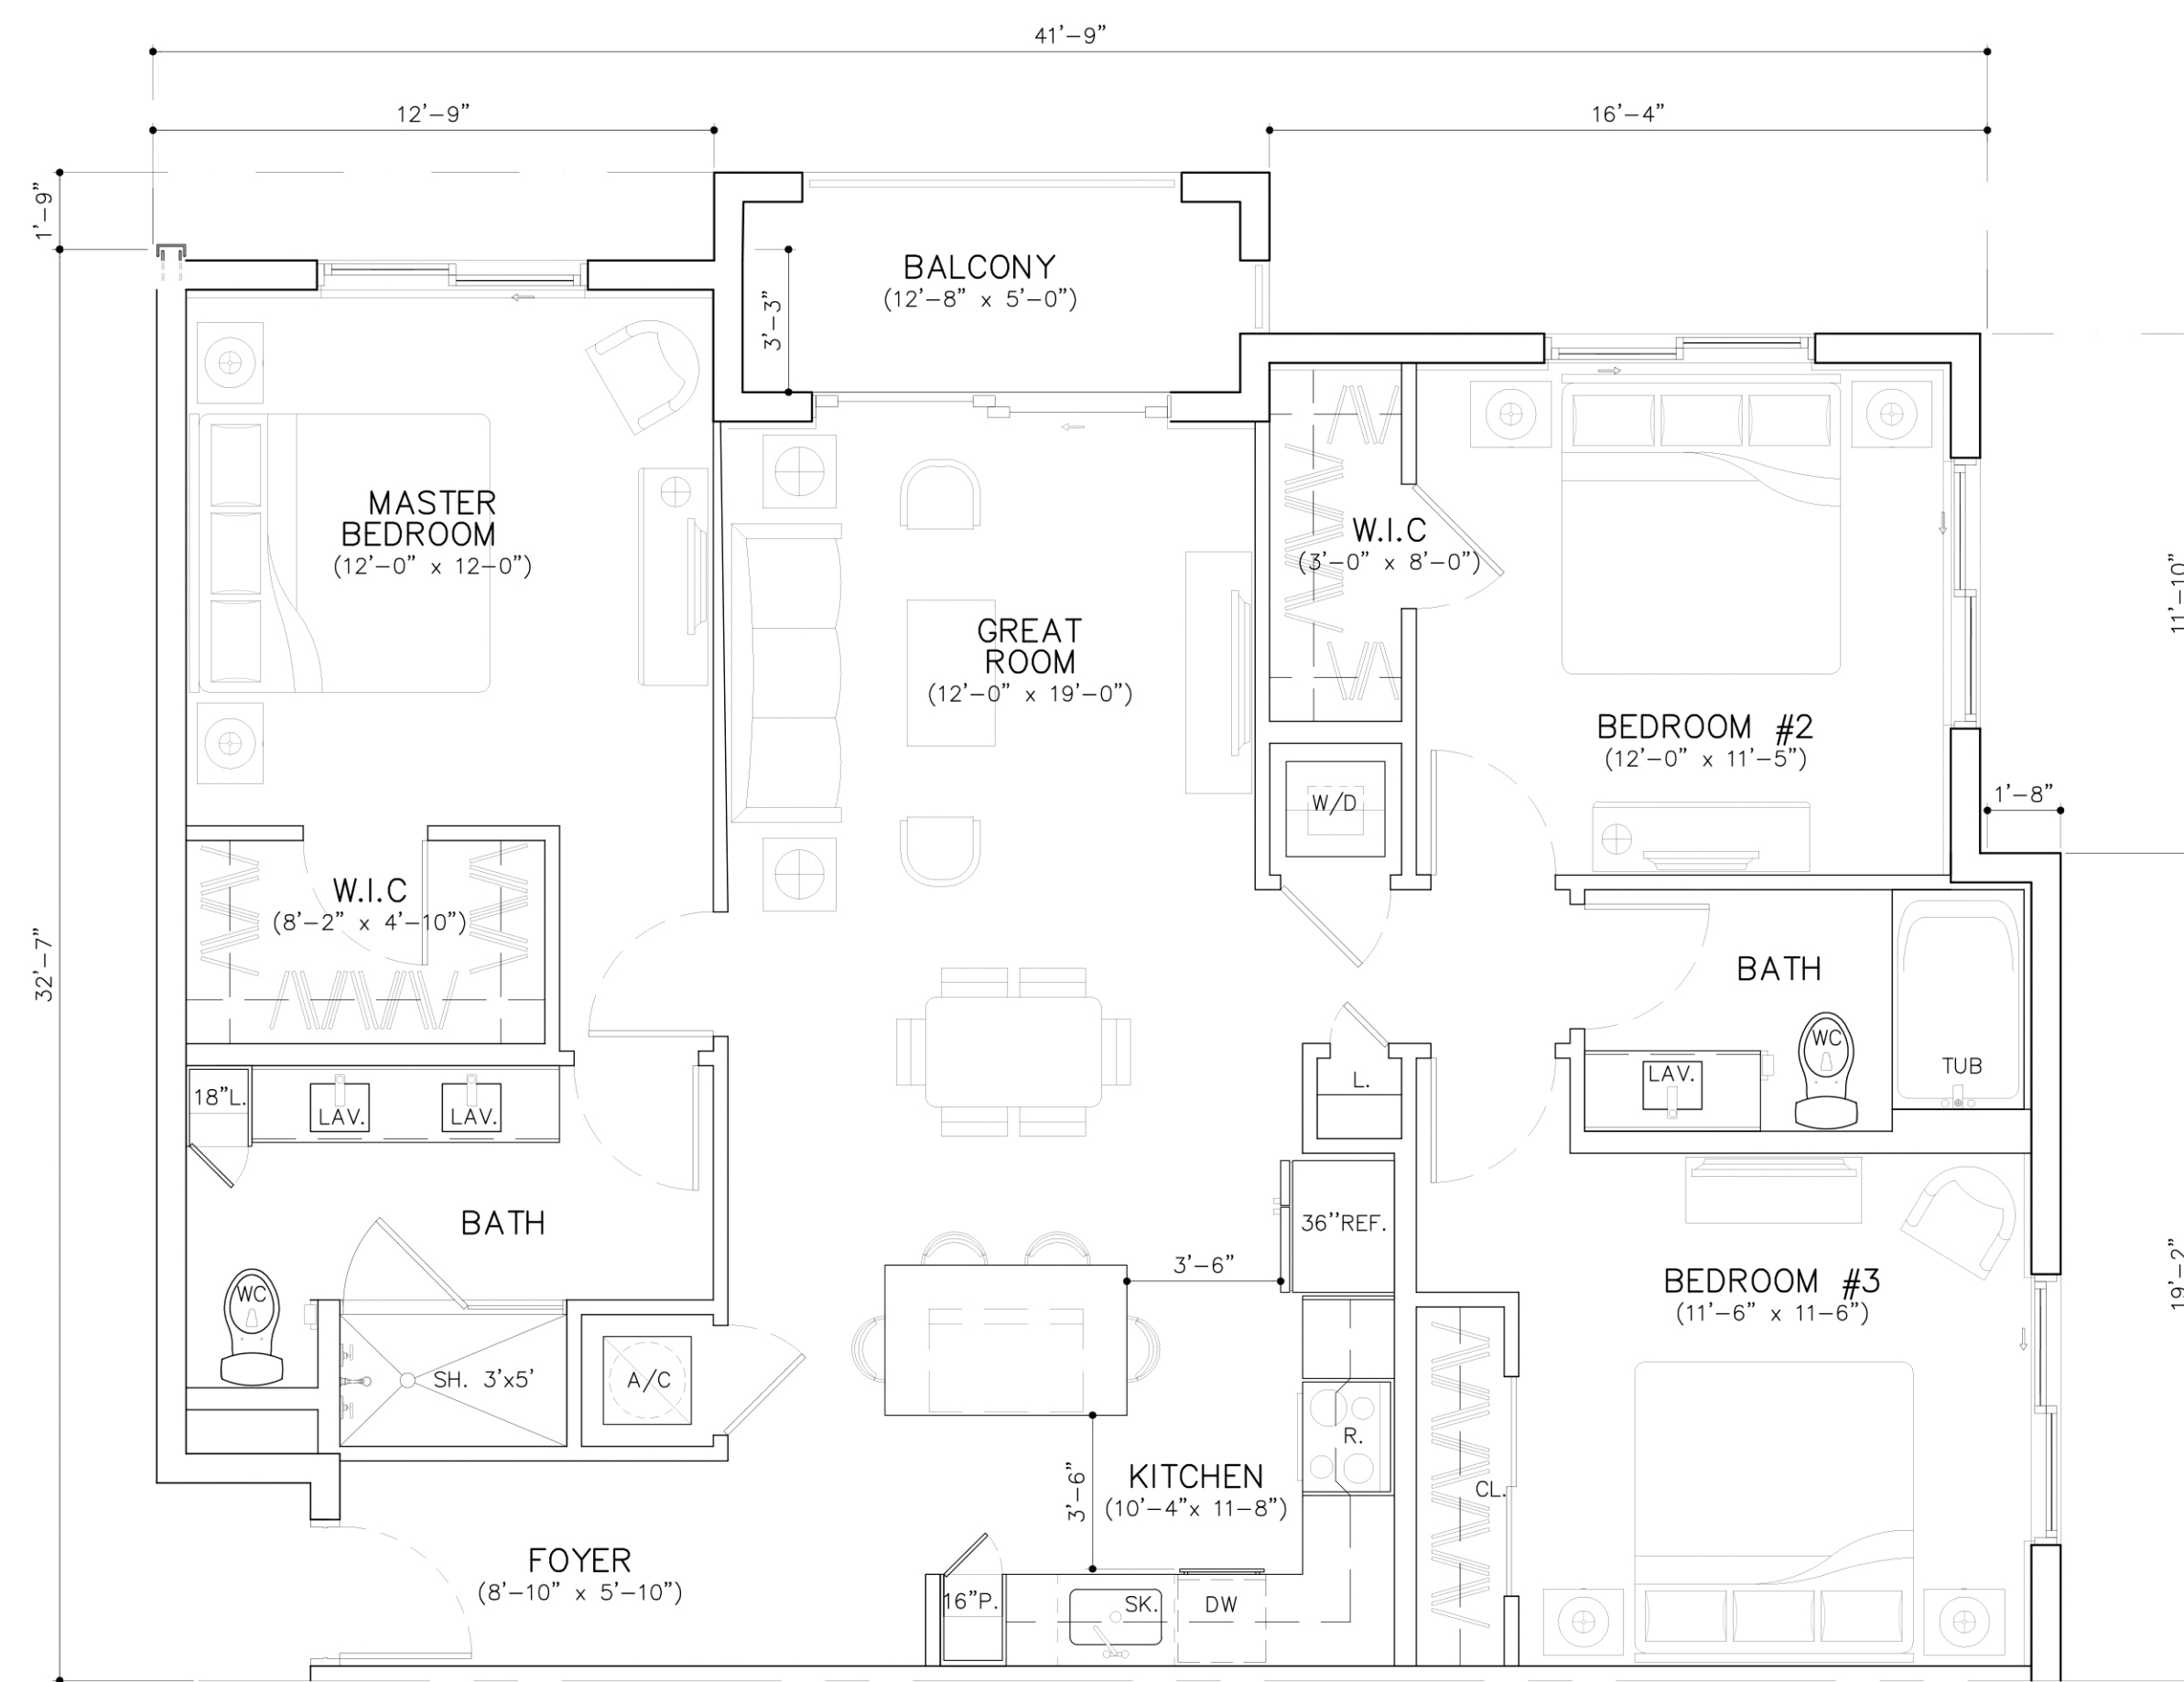 41'-9"
12'-9"
16'-4"
1'-9"
BALCONY
(12'-8" x 5'-0")
3'-3"
MASTER
BEDROOM
(12'-0" x 12-0")
W.I.C
(3'-0" x 8'-0")
11'-10"
GREAT
ROOM
(12'-0" x 19'-0")
BEDROOM #2
(12'-0" x 11'-5")
W/D
1'-8"
W.I.C
(8'-2" x 4'-10")
32'-7"
BATH
WC
TUB
LAV.
L.
18"L.
LAV.
LAV.
BATH
36''REF.
3'-6"
WC
BEDROOM #3
(11'-6" x 11-6")
19'-2"
SH. 3'x5'
A/C
R.
KITCHEN
(10'-4"x 11-8")
3'-6"
CL.
FOYER
(8'-10" x 5'-10")
16"P.
SK.
DW